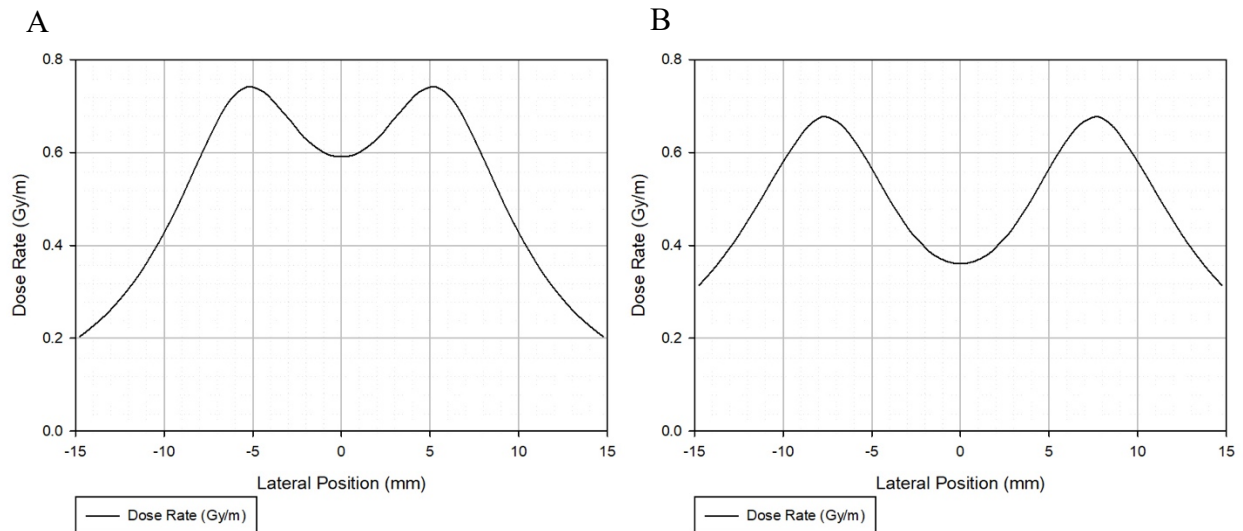 A
0.8
0.6
0.4
0.2
0.0
Dose Rate (Gy/m)
-15 -10 -5 0 5 10 15
Lateral Position (mm)
Dose Rate (Gy/m)
B
0.8
0.6
0.4
0.2
0.0
Dose Rate (Gy/m)
-15 -10 -5 0 5 10 15
Lateral Position (mm)
Dose Rate (Gy/m)